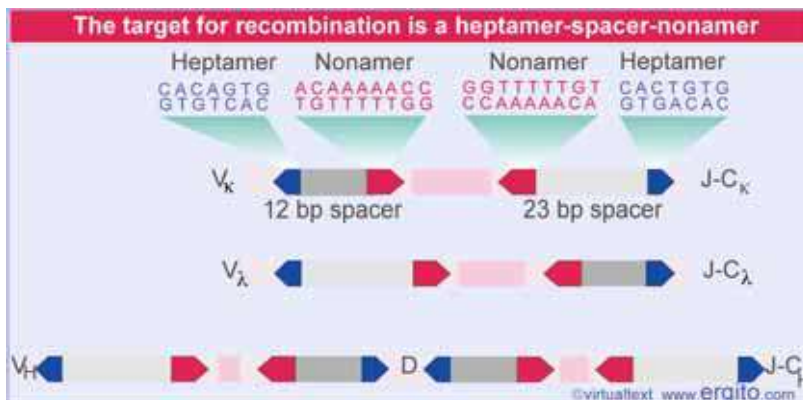 The target for recombination is a heptamer-spacer-nonamer
Heptamer Nonamer Nonamer Heptamer
CACAGTG ACAAAAACC GGTTTTTGT CACTGTG
GTGTCAC TGTTTTTGG CCAAAAACA GTGACAC
Vκ J-Cκ
12 bp spacer 23 bp spacer
Vλ J-Cλ
VH D J-C
©virtualtext www.ergito.com